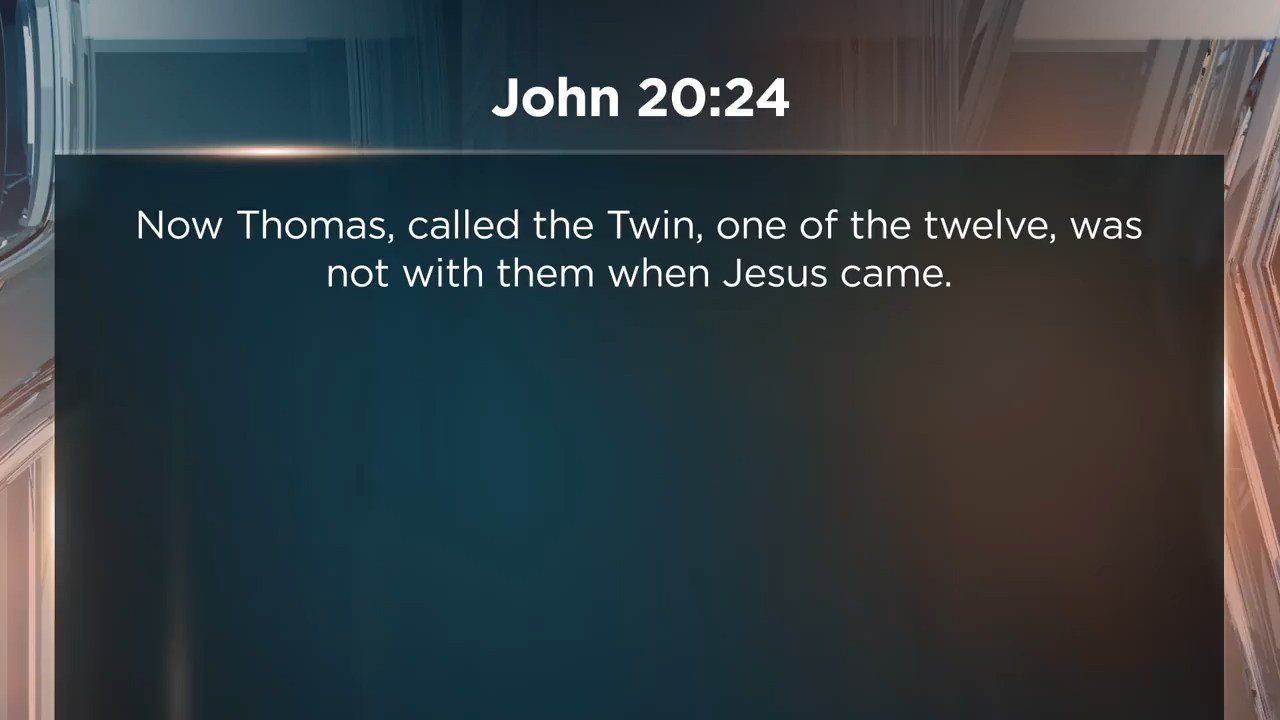 John 20:24
Now Thomas, called the Twin, one of the twelve, was
not with them when Jesus came.